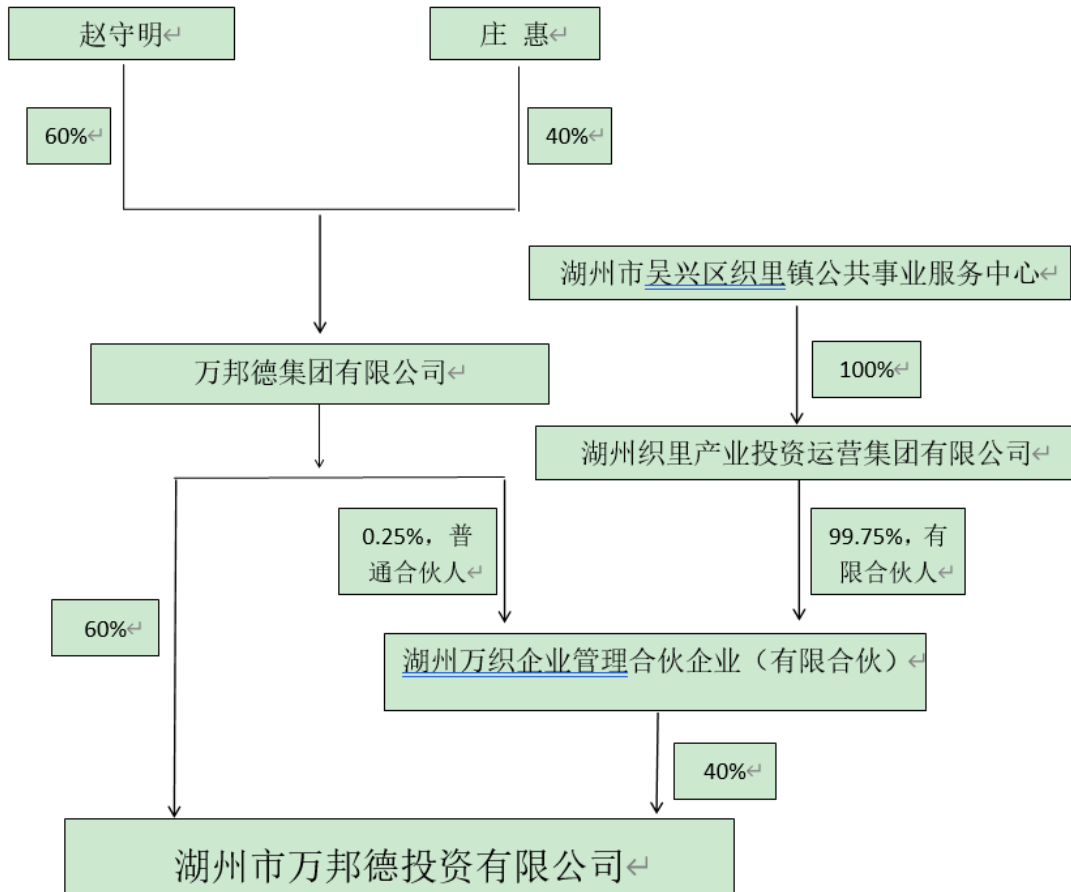 赵守明↵
庄 惠↵
60%↵
40%↵
湖州市吴兴区织里镇公共事业服务中心↵
万邦德集团有限公司↵
100%↵
湖州织里产业投资运营集团有限公司↵
0.25%，普
通合伙人↵
99.75%，有
限合伙人↵
60%↵
湖州万织企业管理合伙企业（有限合伙）↵
40%↵
湖州市万邦德投资有限公司↵